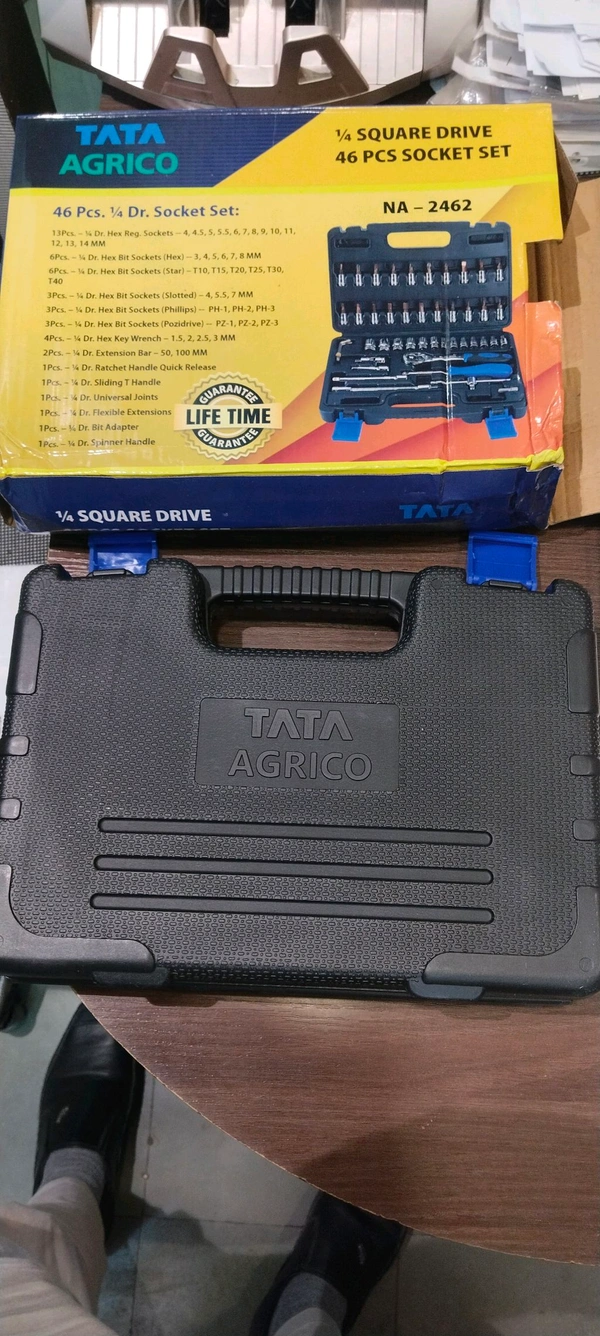 TATA
AGRICO
¼ SQUARE DRIVE
46 PCS SOCKET SET
46 Pcs. ¼ Dr. Socket Set:
NA – 2462
13Pcs. – ¼ Dr. Hex Reg. Sockets – 4, 4.5, 5, 5.5, 6, 7, 8, 9, 10, 11,
12, 13, 14 MM
6Pcs. – ¼ Dr. Hex Bit Sockets (Hex) – 3, 4, 5, 6, 7, 8 MM
6Pcs. – ¼ Dr. Hex Bit Sockets (Star) – T10, T15, T20, T25, T30,
T40
3Pcs. – ¼ Dr. Hex Bit Sockets (Slotted) – 4, 5.5, 7 MM
3Pcs. – ¼ Dr. Hex Bit Sockets (Phillips) – PH-1, PH-2, PH-3
3Pcs. – ¼ Dr. Hex Bit Sockets (Pozidrive) – PZ-1, PZ-2, PZ-3
4Pcs. – ¼ Dr. Hex Key Wrench – 1.5, 2, 2.5, 3 MM
2Pcs. – ¼ Dr. Extension Bar – 50, 100 MM
1Pcs. – ¼ Dr. Ratchet Handle Quick Release
1Pcs. – ¼ Dr. Sliding T Handle
1Pcs. – ¼ Dr. Universal Joints
1Pcs. – ¼ Dr. Flexible Extensions
1Pcs. – ¼ Dr. Bit Adapter
1Pcs. – ¼ Dr. Spinner Handle
GUARANTEE
LIFE TIME
GUARANTEE
¼ SQUARE DRIVE
TATA
TATA
AGRICO